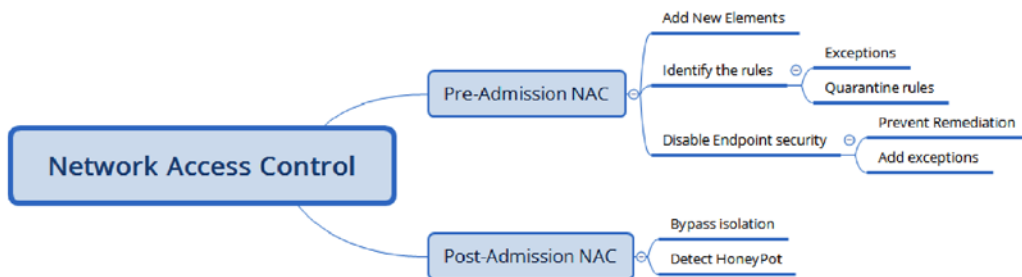 Network Access Control
Pre-Admission NAC
Add New Elements
Identify the rules
Exceptions
Quarantine rules
Disable Endpoint security
Prevent Remediation
Add exceptions
Post-Admission NAC
Bypass isolation
Detect HoneyPot